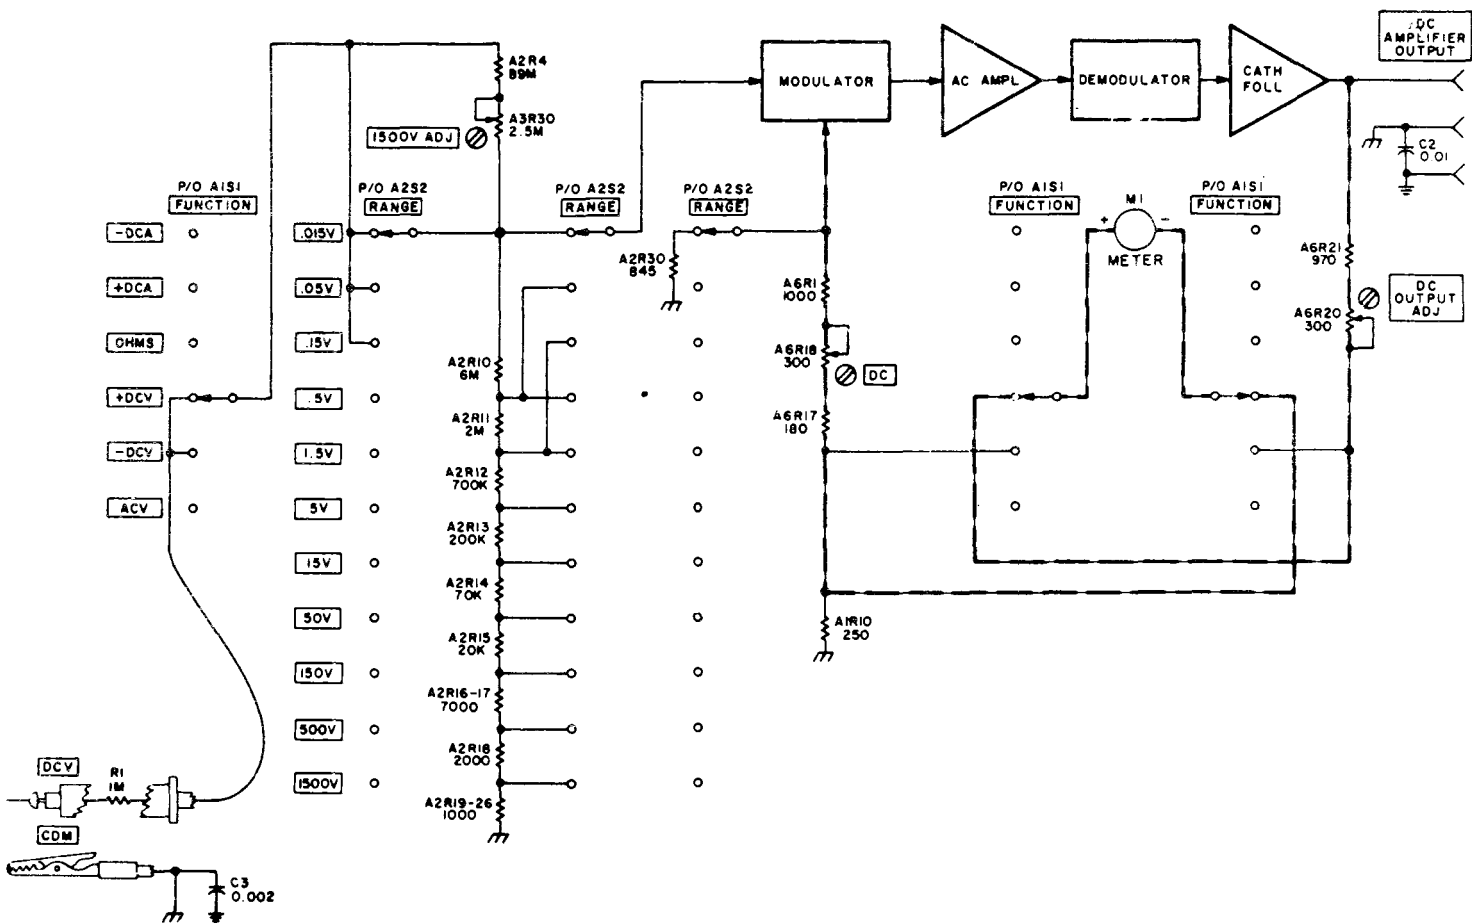 DC
AMPLIFIER
OUTPUT
A2R4
89M
MODULATOR
AC AMPL
DEMODULATOR
CATH
FOLL
A3R30
2.5M
1500V ADJ
C2
0.01
P/O A1S1
FUNCTION
P/O A2S2
RANGE
P/O A2S2
RANGE
P/O A2S2
RANGE
P/O A1S1
FUNCTION
M1
+ -
METER
P/O A1S1
FUNCTION
-DCA
.015V
A2R30
845
A6R21
970
+DCA
.05V
A6R1
1000
DC
OUTPUT
ADJ
A6R20
300
OHMS
.15V
A2R10
6M
A6R18
300
DC
+DCV
.5V
A2R11
2M
A6R17
180
-DCV
1.5V
A2R12
700K
ACV
5V
A2R13
200K
15V
A2R14
70K
50V
A2R15
20K
A1R10
250
150V
A2R16-17
7000
500V
A2R18
2000
DCV
R1
1M
1500V
A2R19-26
1000
COM
C3
0.002